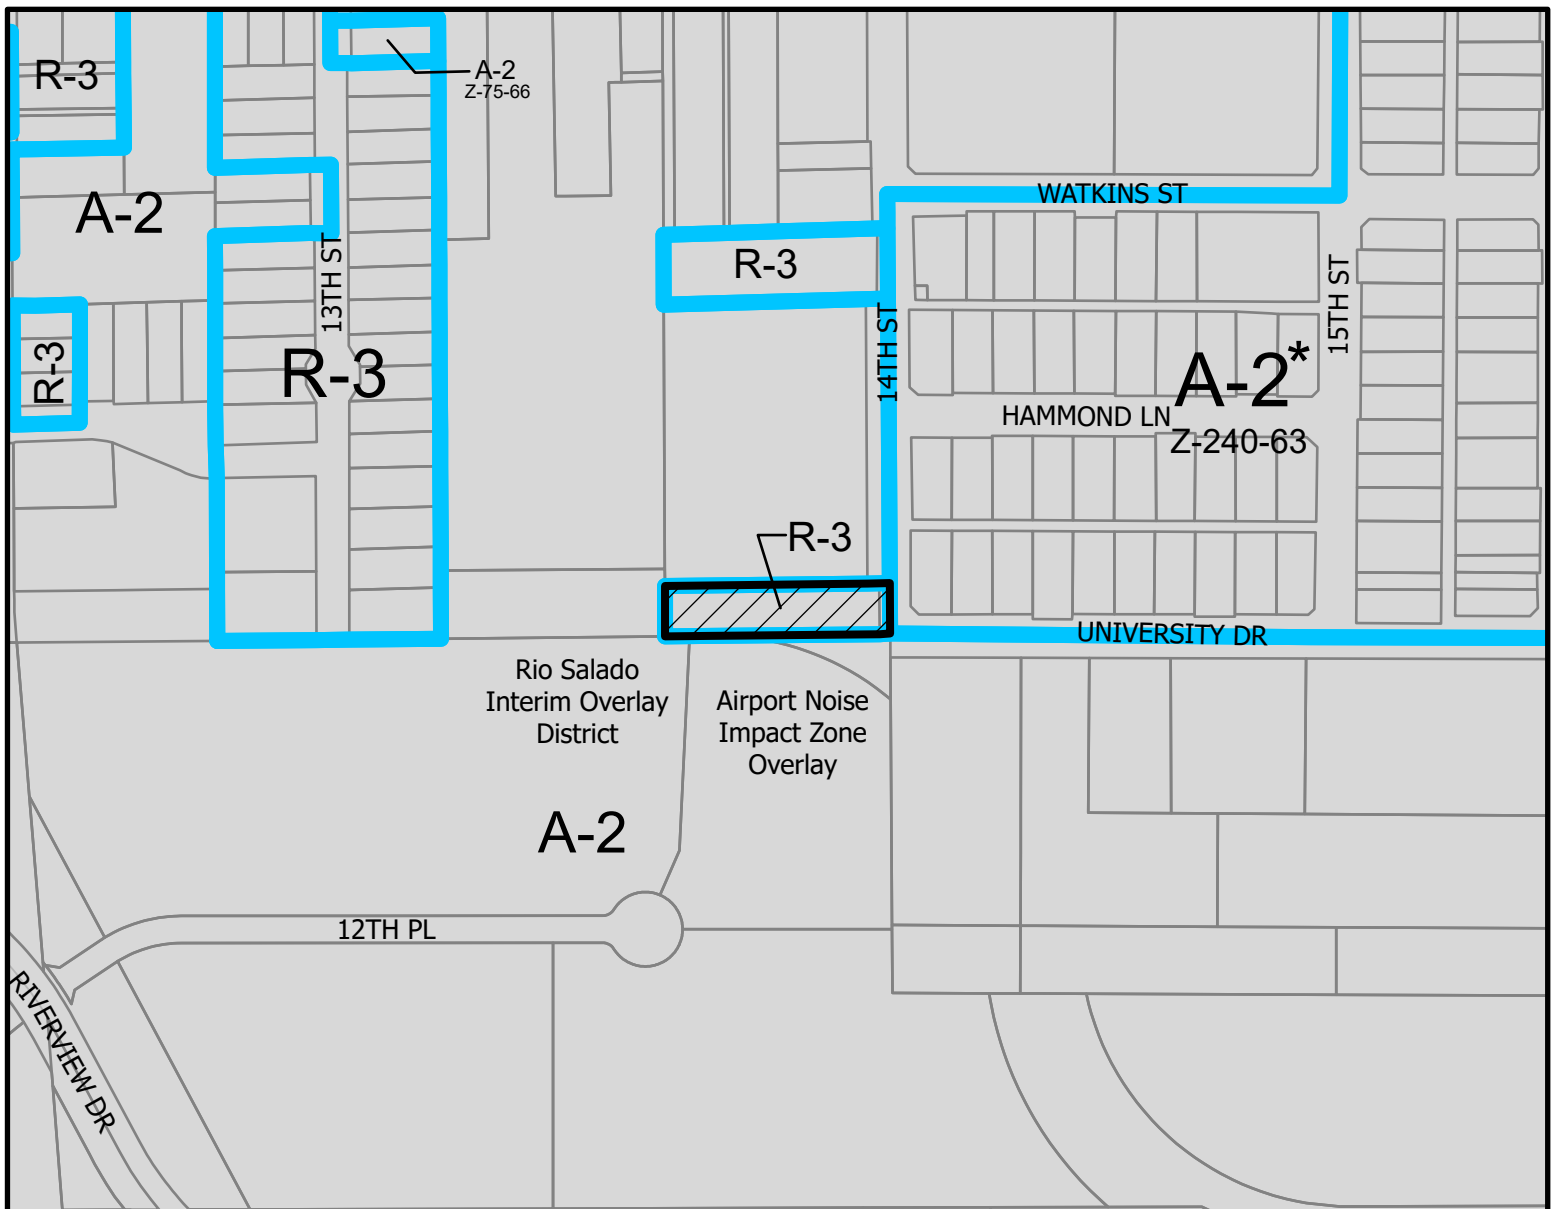 R-3
A-2
Z-75-66
A-2
WATKINS ST
13TH ST
R-3
15TH ST
14TH ST
R-3
R-3
A-2*
HAMMOND LN
Z-240-63
R-3
UNIVERSITY DR
Rio Salado
Interim Overlay
District
Airport Noise
Impact Zone
Overlay
A-2
12TH PL
RIVERVIEW DR